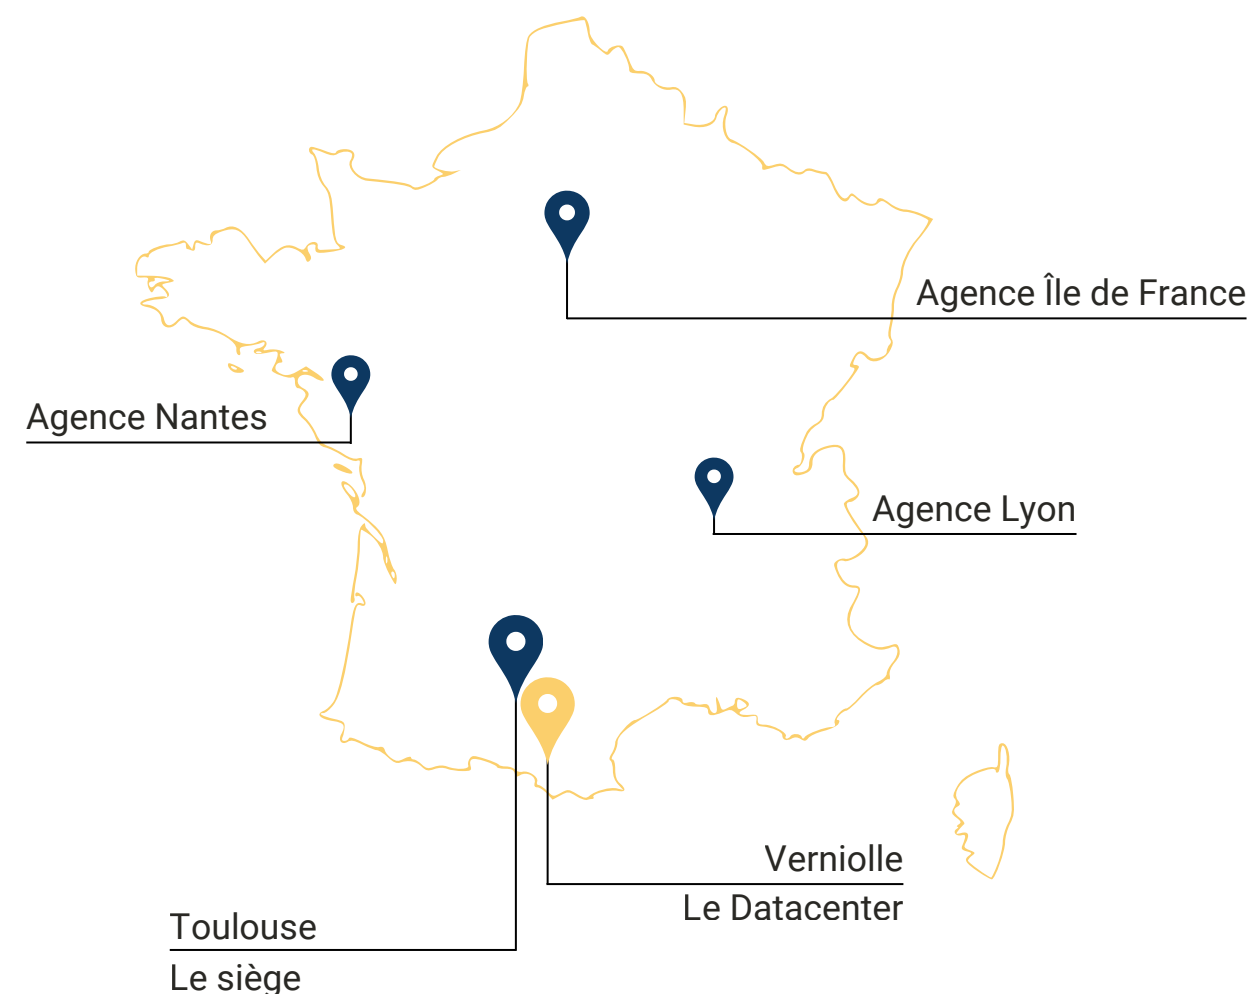 Agence Île de France
Agence Nantes
Agence Lyon
Verniolle
Le Datacenter
Toulouse
Le siège